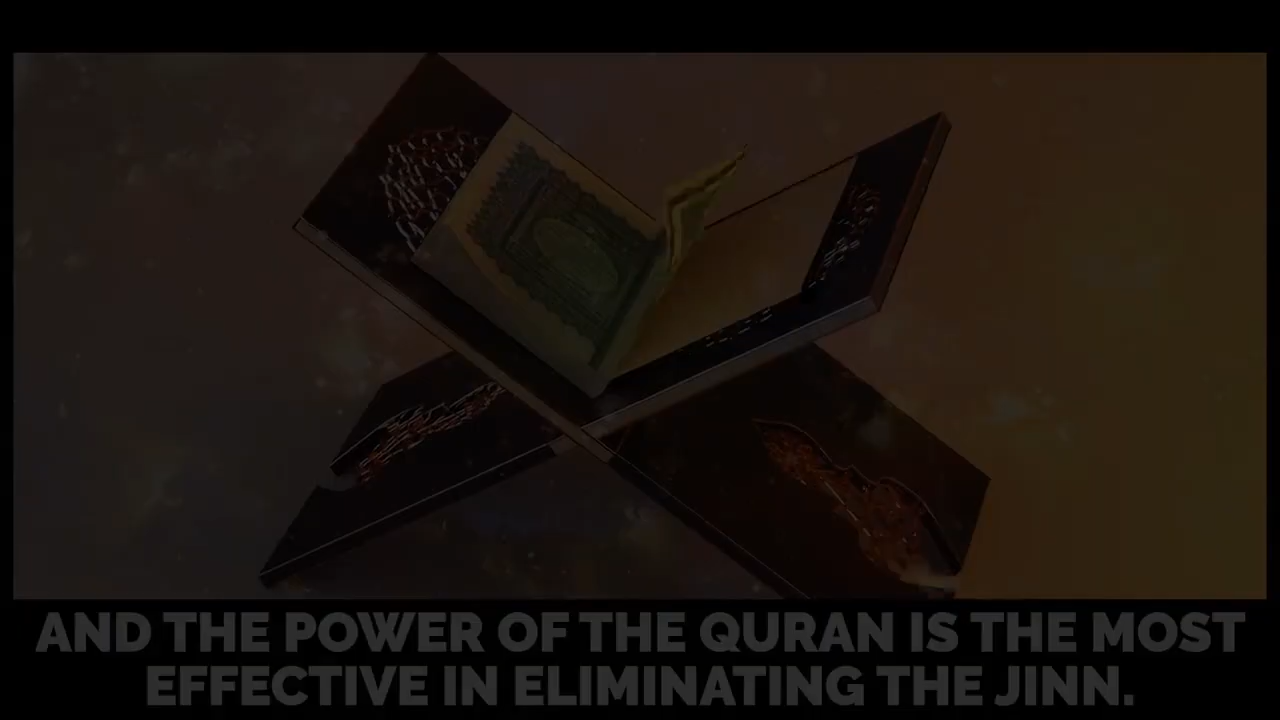 AND THE POWER OF THE QURAN IS THE MOST
EFFECTIVE IN ELIMINATING THE JINN.